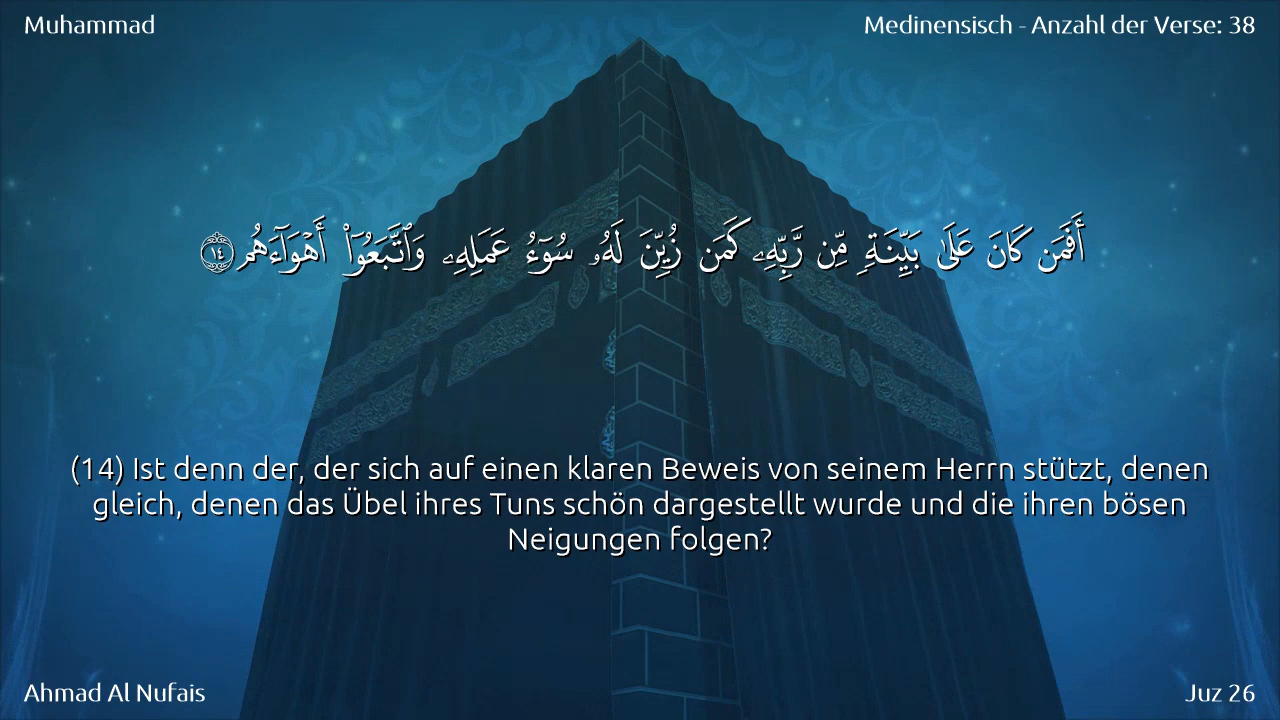 Muhammad
Medinensisch - Anzahl der Verse: 38
أَفَمَن كَانَ عَلَىٰ بَيِّنَةٍ مِّن رَّبِّهِۦ كَمَن زُيِّنَ لَهُۥ سُوٓءُ عَمَلِهِۦ وَٱتَّبَعُوٓا۟ أَهْوَآءَهُم ١٤
(14) Ist denn der, der sich auf einen klaren Beweis von seinem Herrn stützt, denen
gleich, denen das Übel ihres Tuns schön dargestellt wurde und die ihren bösen
Neigungen folgen?
Ahmad Al Nufais
Juz 26